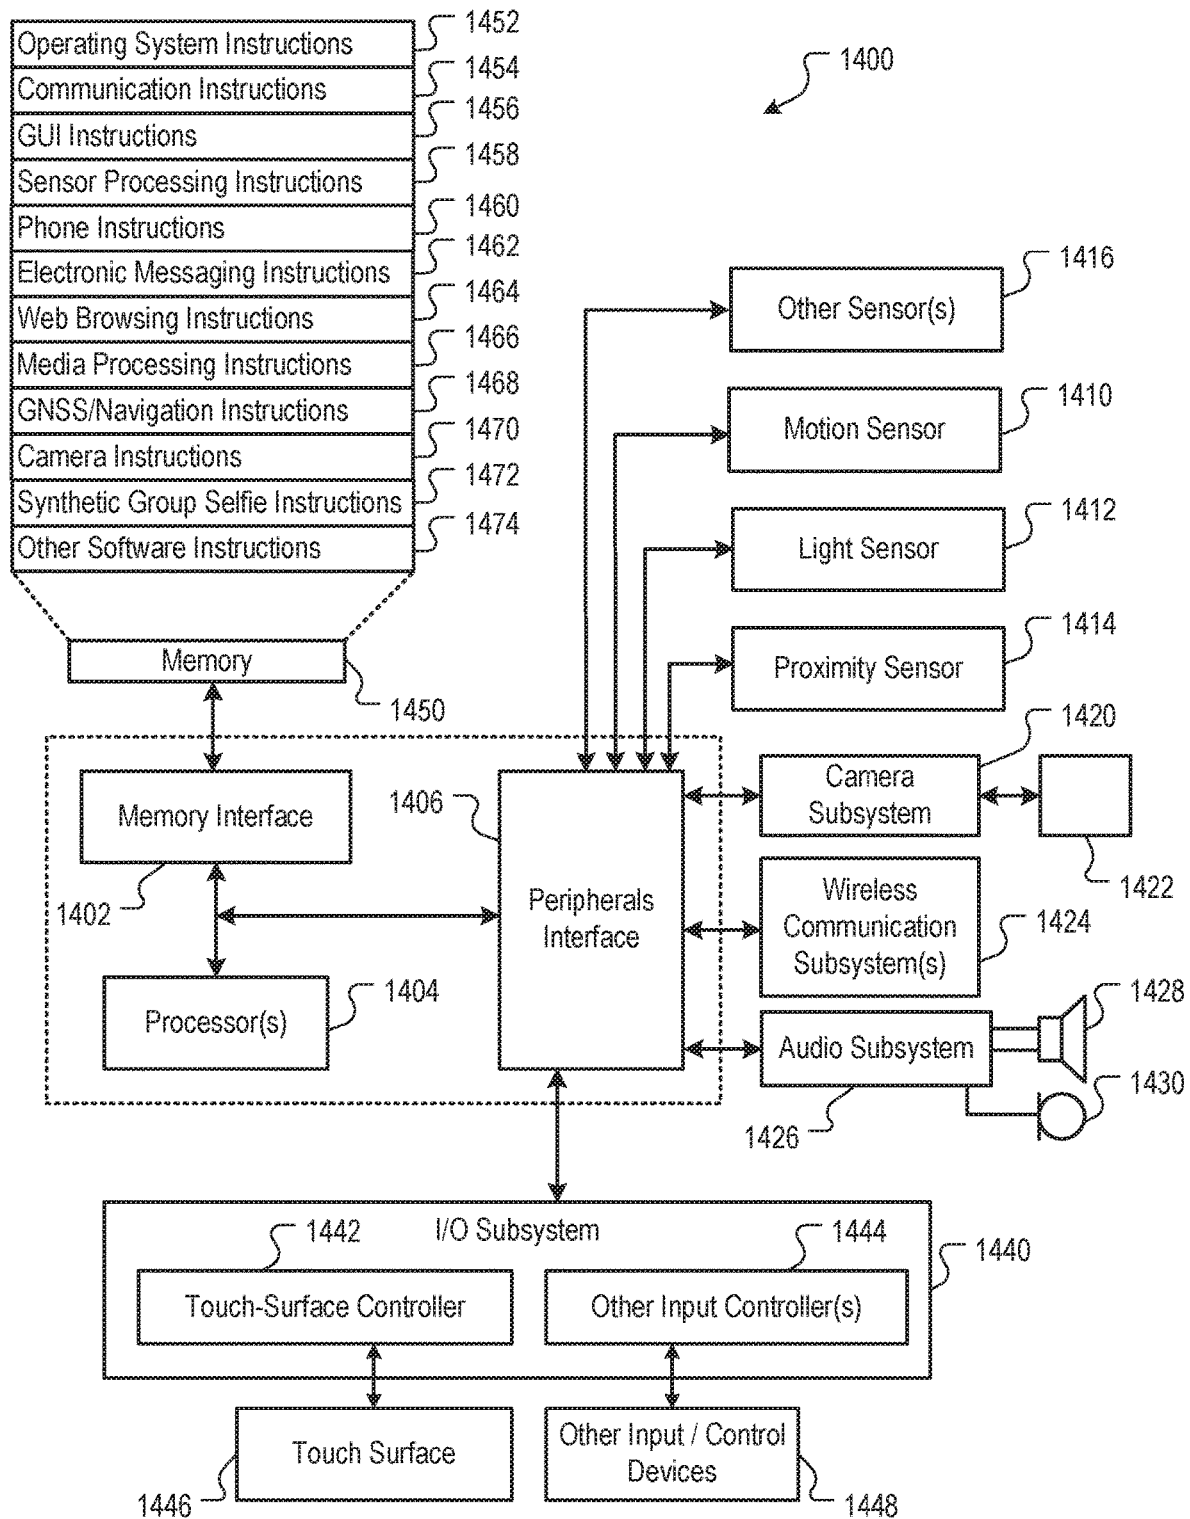 Operating System Instructions
1452
Communication Instructions
1454
GUI Instructions
1456
Sensor Processing Instructions
1458
Phone Instructions
1460
Electronic Messaging Instructions
1462
Web Browsing Instructions
1464
Media Processing Instructions
1466
GNSS/Navigation Instructions
1468
Camera Instructions
1470
Synthetic Group Selfie Instructions
1472
Other Software Instructions
1474
1400
Memory
1450
Other Sensor(s)
1416
Motion Sensor
1410
Light Sensor
1412
Proximity Sensor
1414
Memory Interface
1402
Processor(s)
1404
1406
Peripherals
Interface
Camera
Subsystem
1420
1422
Wireless
Communication
Subsystem(s)
1424
Audio Subsystem
1426
1428
1430
I/O Subsystem
1440
1442
Touch-Surface Controller
1444
Other Input Controller(s)
Touch Surface
1446
Other Input / Control
Devices
1448